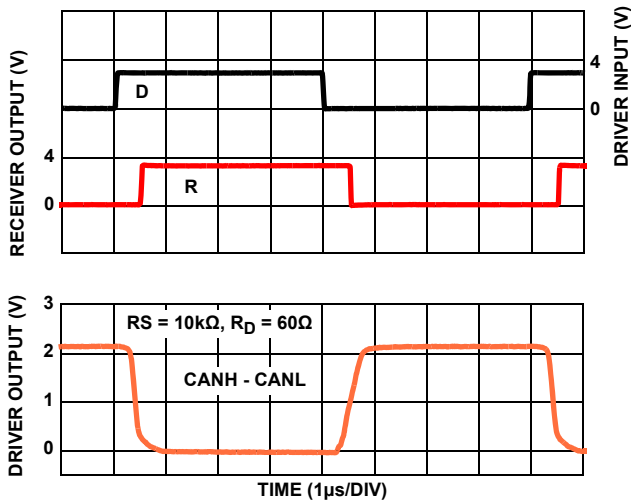 RECEIVER OUTPUT (V)
DRIVER INPUT (V)
4
D
0
4
R
0
DRIVER OUTPUT (V)
3
RS = 10kΩ, RD = 60Ω
2
CANH - CANL
1
0
TIME (1µs/DIV)